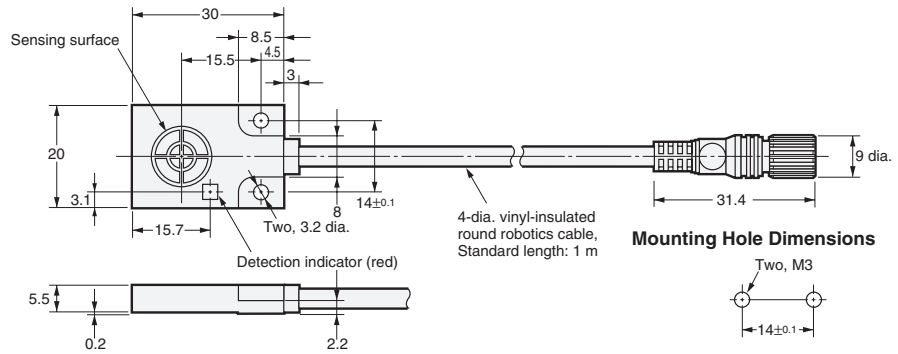 30
8.5
Sensing surface
15.5
4.5
3
20
9 dia.
3.1
31.4
8
14±0.1
Two, 3.2 dia.
15.7
4-dia. vinyl-insulated
round robotics cable,
Standard length: 1 m
Mounting Hole Dimensions
Detection indicator (red)
Two, M3
5.5
14±0.1
0.2
2.2